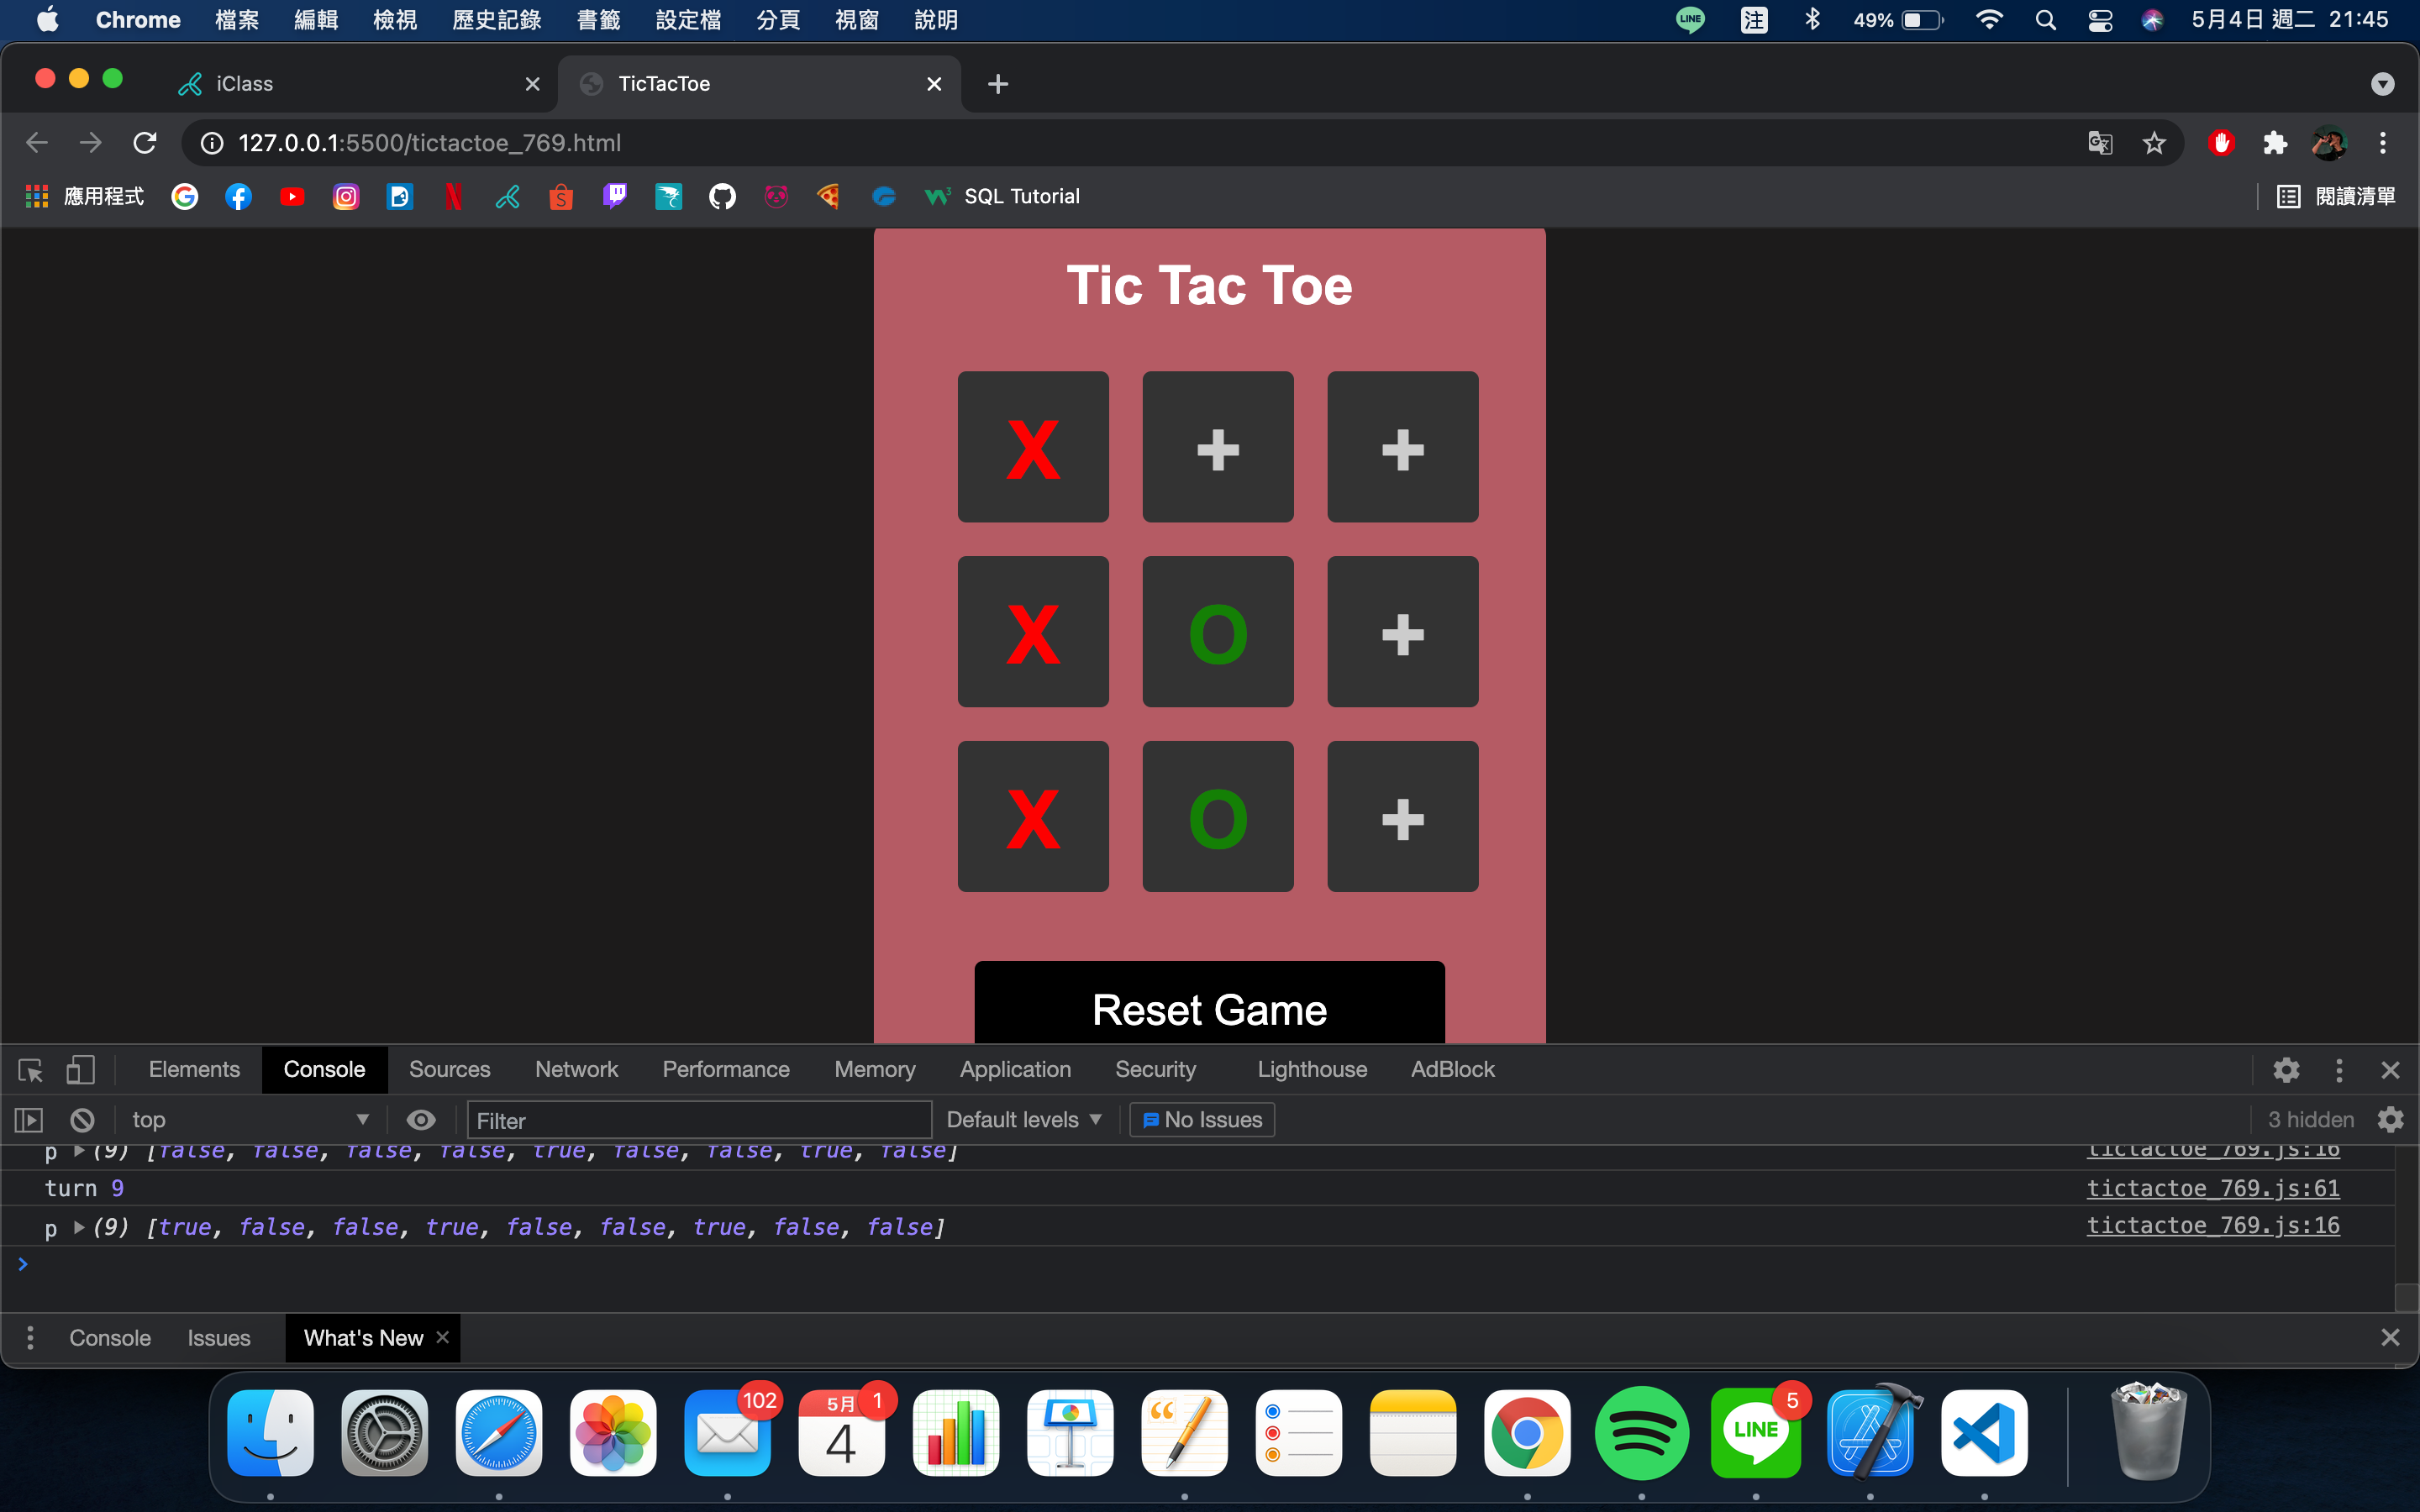 Chrome 檔案 編輯 檢視 歷史記錄 書籤 設定檔 分頁 視窗 說明 LINE 注 49% 5月4日 週二 21:45
iClass TicTacToe
127.0.0.1:5500/tictactoe_769.html
應用程式 SQL Tutorial 閱讀清單
Tic Tac Toe
X + +
X O +
X O +
Reset Game
Elements Console Sources Network Performance Memory Application Security Lighthouse AdBlock
top Filter Default levels No Issues 3 hidden
p (9) [false, false, false, false, true, false, false, true, false] tictactoe_769.js:16
turn 9 tictactoe_769.js:61
p (9) [true, false, false, true, false, false, true, false, false] tictactoe_769.js:16
Console Issues What's New
102 5月 1 4 LINE 5